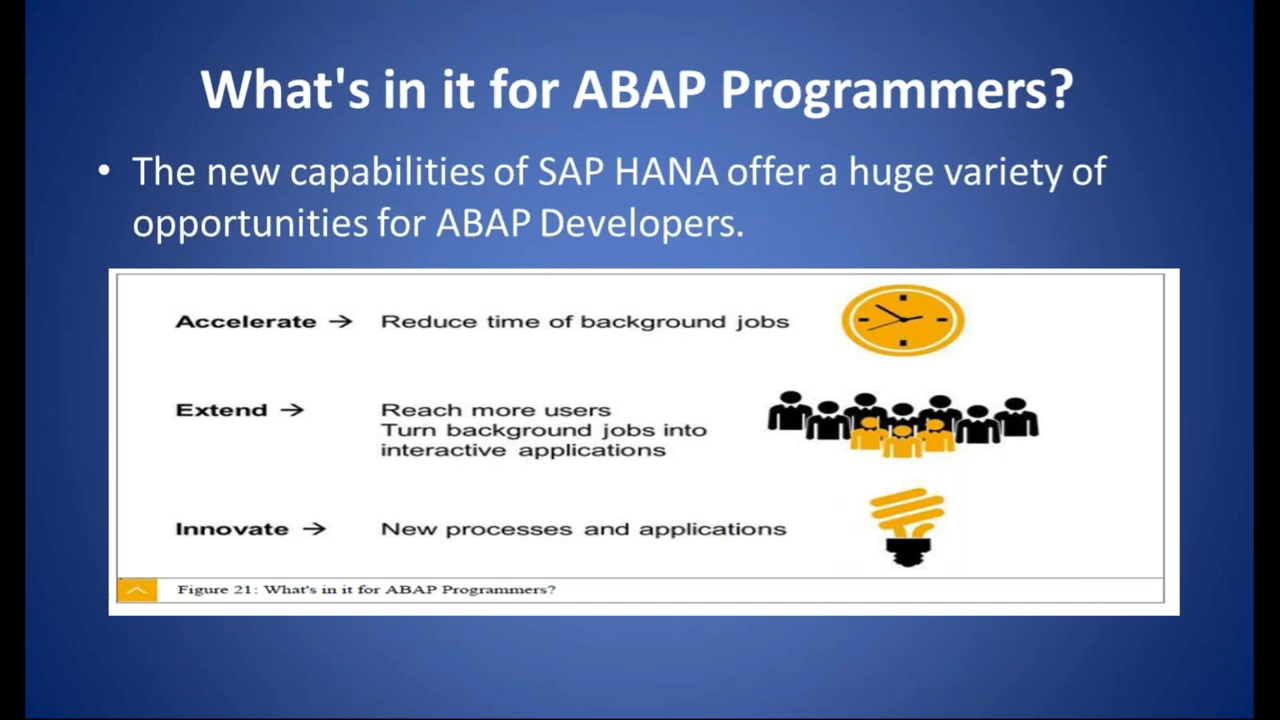 What's in it for ABAP Programmers?
• The new capabilities of SAP HANA offer a huge variety of
opportunities for ABAP Developers.
Accelerate → Reduce time of background jobs
Extend → Reach more users
Turn background jobs into
interactive applications
Innovate → New processes and applications
Figure 21: What's in it for ABAP Programmers?